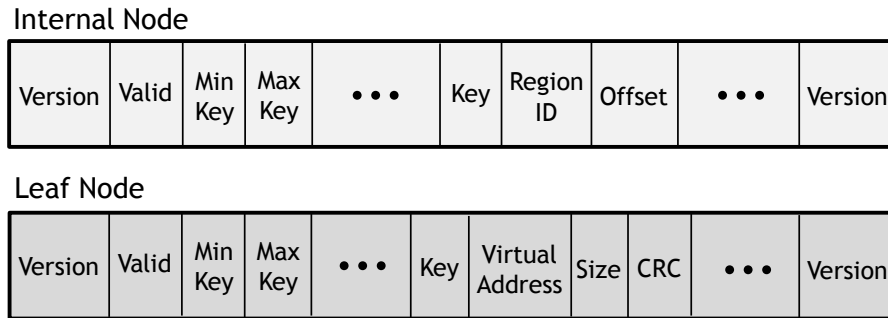 Internal Node
Version Valid Min Key Max Key ••• Key Region ID Offset ••• Version
Leaf Node
Version Valid Min Key Max Key ••• Key Virtual Address Size CRC ••• Version